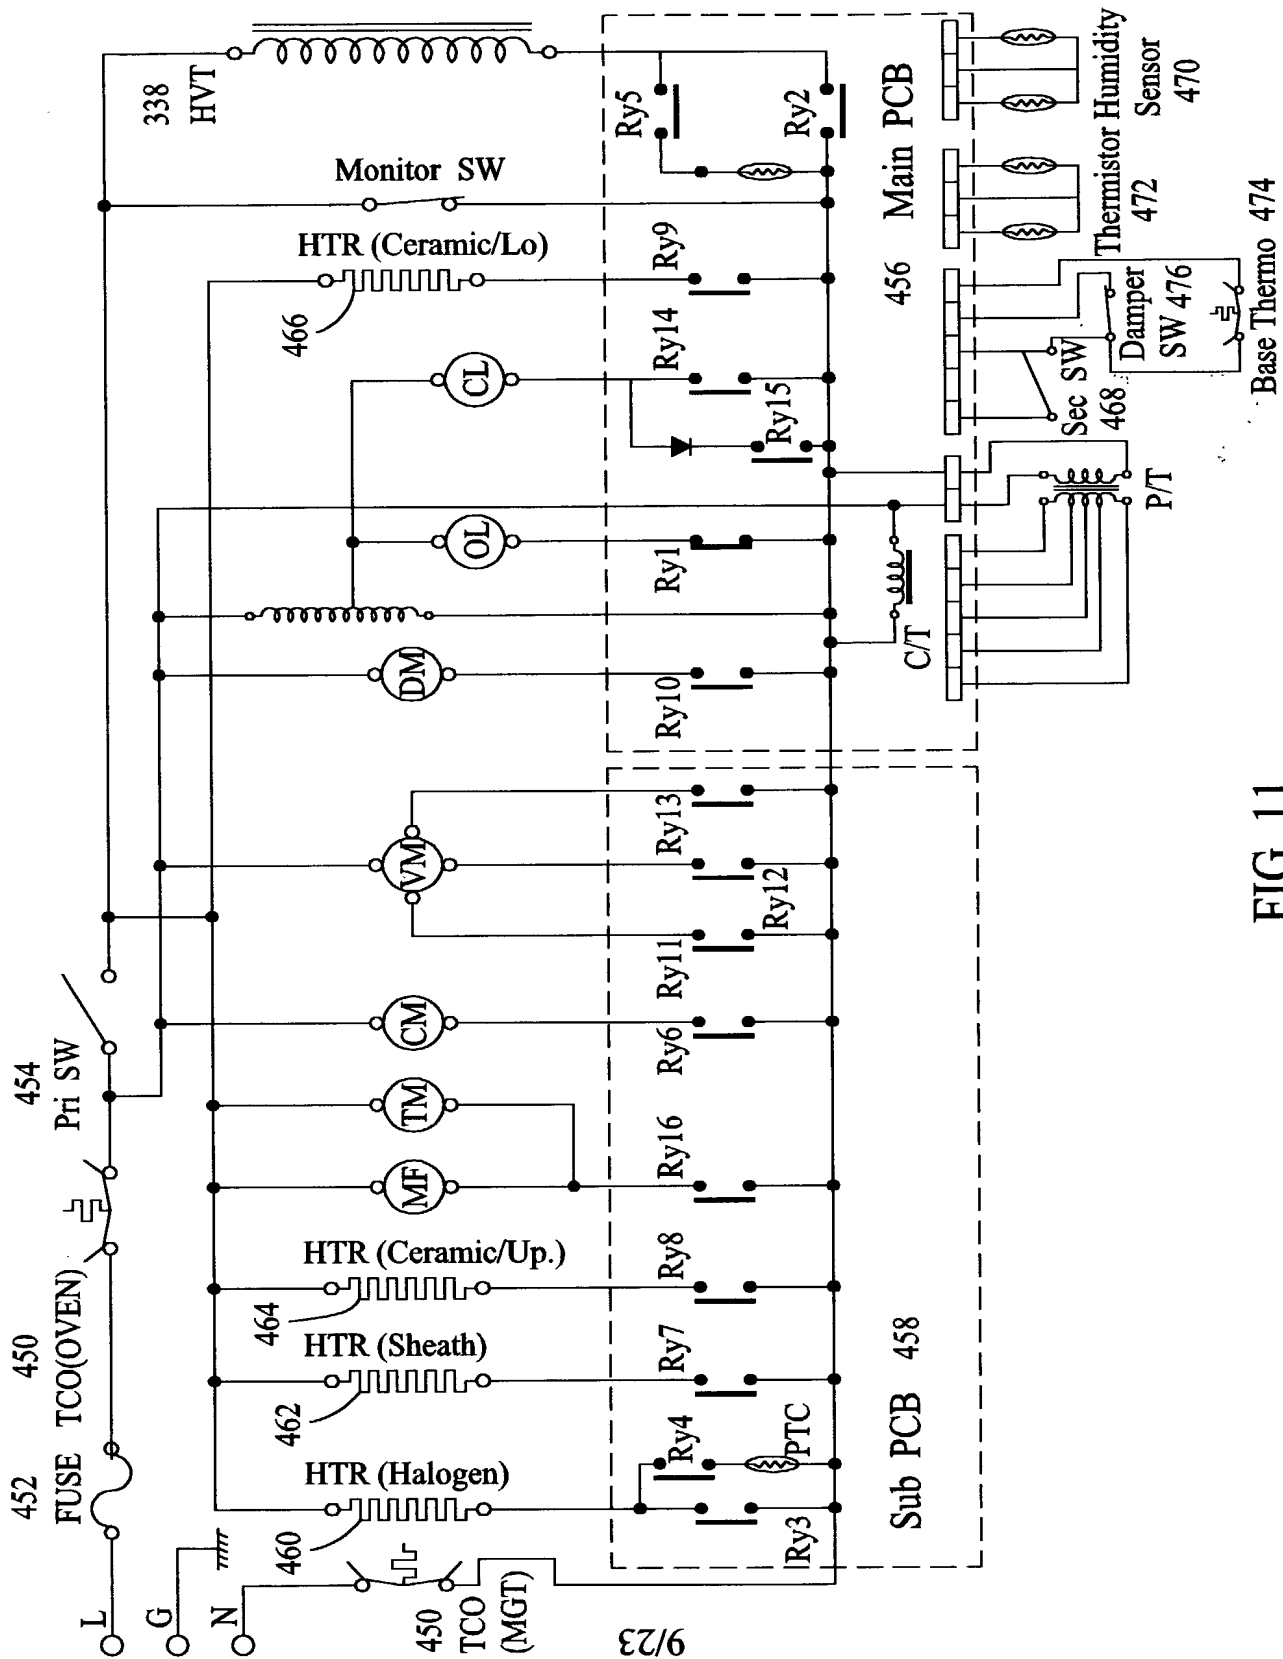 L
G
N
452
FUSE
450
TCO(OVEN)
454
Pri SW
338
HVT
Monitor SW
HTR (Ceramic/Lo)
466
CL
OL
DM
VM
CM
TM
MF
HTR (Ceramic/Up.)
464
HTR (Sheath)
462
HTR (Halogen)
460
450
TCO
(MGT)
Ry3
Ry4
PTC
Ry7
Ry8
Ry16
Ry6
Ry11
Ry12
Ry13
Ry10
Ry1
Ry15
Ry14
Ry9
Ry5
Ry2
Sub PCB 458
456
Main PCB
C/T
P/T
Sec SW
468
Damper
SW 476
Base Thermo 474
Thermistor
472
Humidity
Sensor
470
9/23
FIG. 11